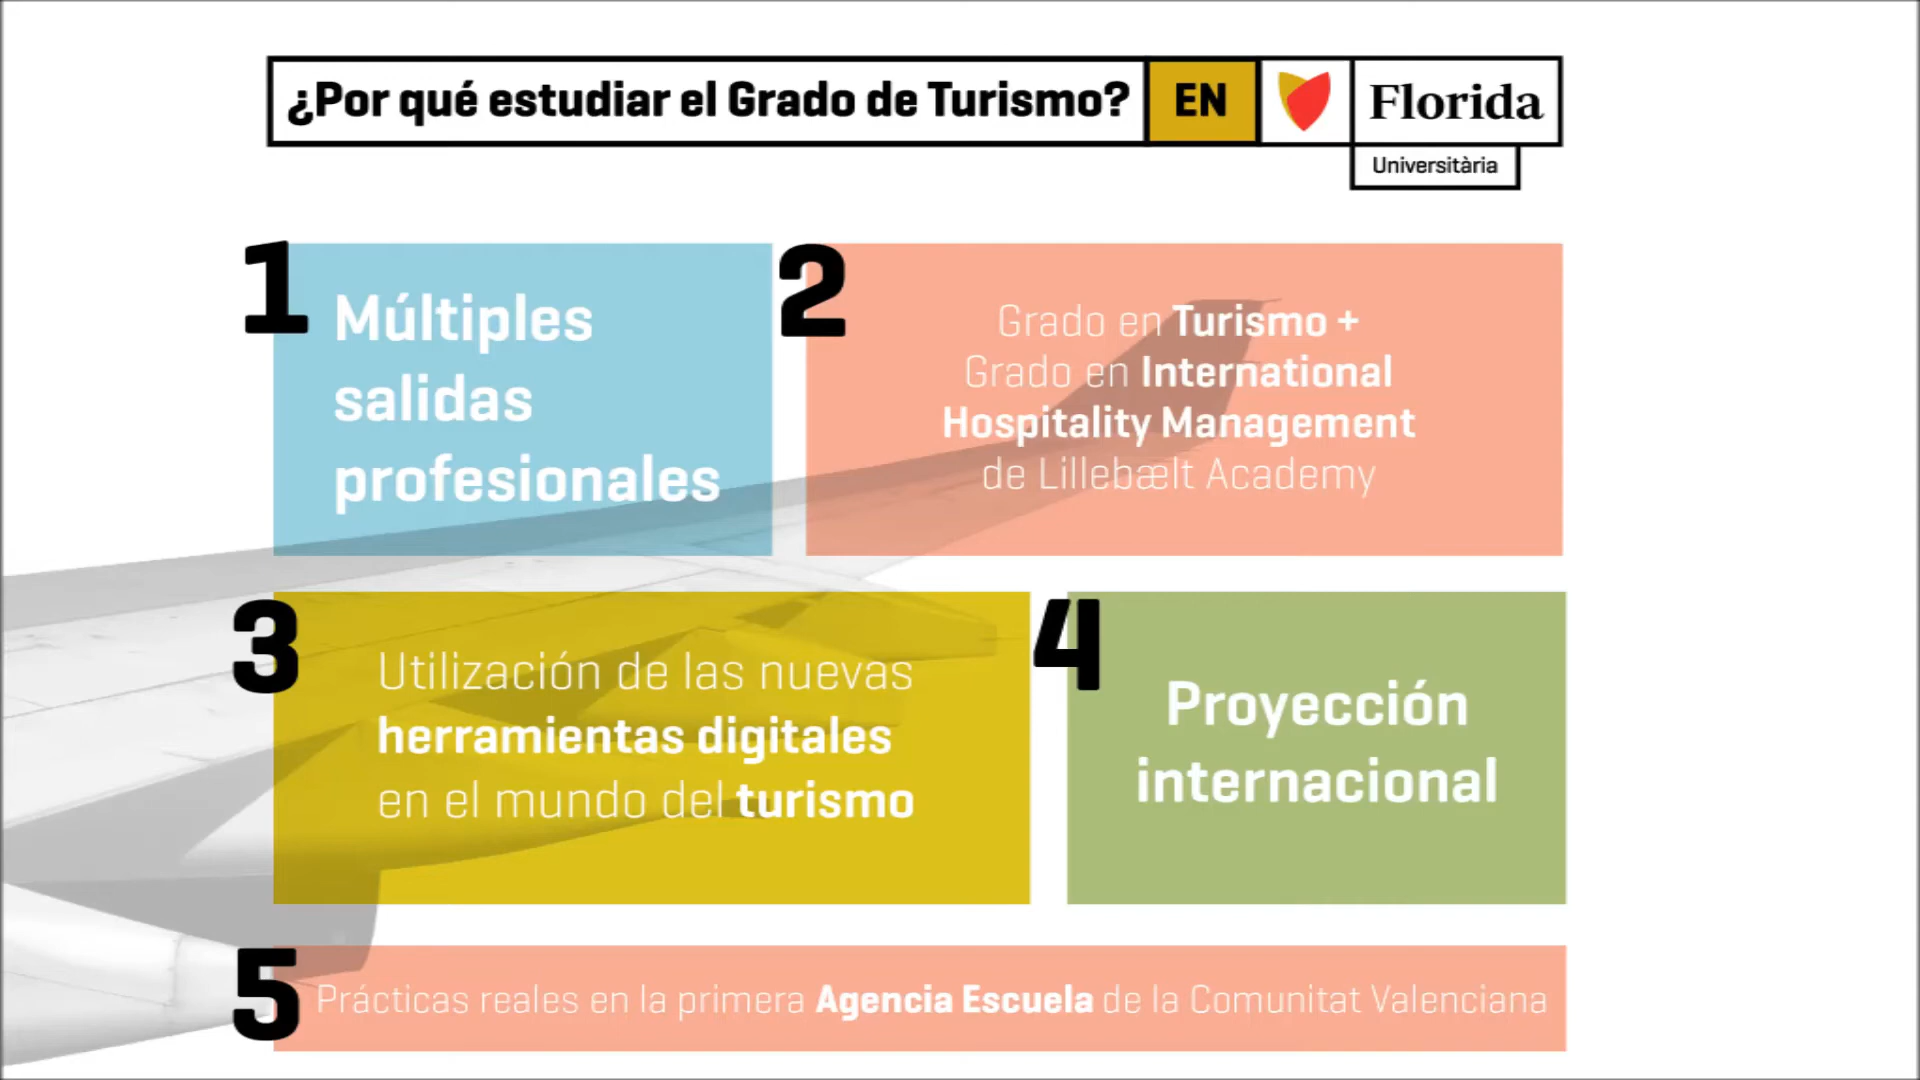 ¿Por qué estudiar el Grado de Turismo? EN Florida
Universitària
1
Múltiples
salidas
profesionales
2
Grado en Turismo +
Grado en International
Hospitality Management
de Lillebælt Academy
3
Utilización de las nuevas
herramientas digitales
en el mundo del turismo
4
Proyección
internacional
5
Prácticas reales en la primera Agencia Escuela de la Comunitat Valenciana